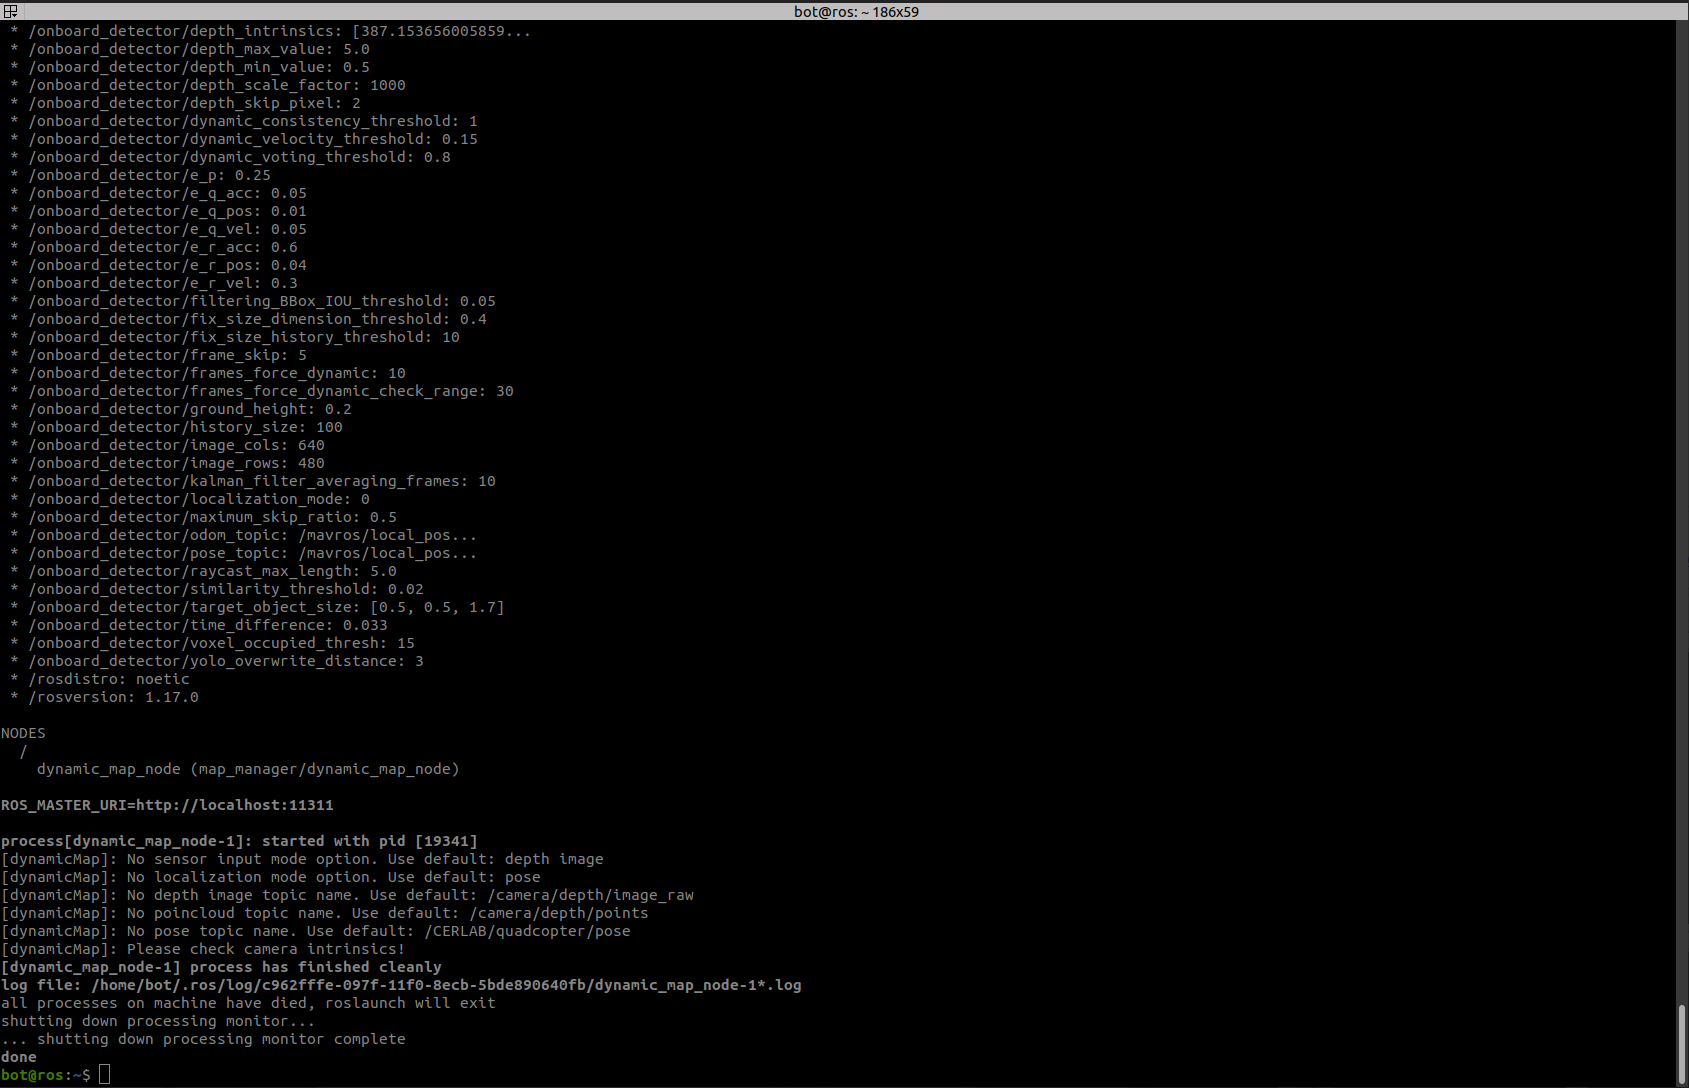 bot@ros: ~ 186x59
* /onboard_detector/depth_intrinsics: [387.153656005859...
* /onboard_detector/depth_max_value: 5.0
* /onboard_detector/depth_min_value: 0.5
* /onboard_detector/depth_scale_factor: 1000
* /onboard_detector/depth_skip_pixel: 2
* /onboard_detector/dynamic_consistency_threshold: 1
* /onboard_detector/dynamic_velocity_threshold: 0.15
* /onboard_detector/dynamic_voting_threshold: 0.8
* /onboard_detector/e_p: 0.25
* /onboard_detector/e_q_acc: 0.05
* /onboard_detector/e_q_pos: 0.01
* /onboard_detector/e_q_vel: 0.05
* /onboard_detector/e_r_acc: 0.6
* /onboard_detector/e_r_pos: 0.04
* /onboard_detector/e_r_vel: 0.3
* /onboard_detector/filtering_BBox_IOU_threshold: 0.05
* /onboard_detector/fix_size_dimension_threshold: 0.4
* /onboard_detector/fix_size_history_threshold: 10
* /onboard_detector/frame_skip: 5
* /onboard_detector/frames_force_dynamic: 10
* /onboard_detector/frames_force_dynamic_check_range: 30
* /onboard_detector/ground_height: 0.2
* /onboard_detector/history_size: 100
* /onboard_detector/image_cols: 640
* /onboard_detector/image_rows: 480
* /onboard_detector/kalman_filter_averaging_frames: 10
* /onboard_detector/localization_mode: 0
* /onboard_detector/maximum_skip_ratio: 0.5
* /onboard_detector/odom_topic: /mavros/local_pos...
* /onboard_detector/pose_topic: /mavros/local_pos...
* /onboard_detector/raycast_max_length: 5.0
* /onboard_detector/similarity_threshold: 0.02
* /onboard_detector/target_object_size: [0.5, 0.5, 1.7]
* /onboard_detector/time_difference: 0.033
* /onboard_detector/voxel_occupied_thresh: 15
* /onboard_detector/yolo_overwrite_distance: 3
* /rosdistro: noetic
* /rosversion: 1.17.0
NODES
/
dynamic_map_node (map_manager/dynamic_map_node)
ROS_MASTER_URI=http://localhost:11311
process[dynamic_map_node-1]: started with pid [19341]
[dynamicMap]: No sensor input mode option. Use default: depth image
[dynamicMap]: No localization mode option. Use default: pose
[dynamicMap]: No depth image topic name. Use default: /camera/depth/image_raw
[dynamicMap]: No poincloud topic name. Use default: /camera/depth/points
[dynamicMap]: No pose topic name. Use default: /CERLAB/quadcopter/pose
[dynamicMap]: Please check camera intrinsics!
[dynamic_map_node-1] process has finished cleanly
log file: /home/bot/.ros/log/c962fffe-097f-11f0-8ecb-5bde890640fb/dynamic_map_node-1*.log
all processes on machine have died, roslaunch will exit
shutting down processing monitor...
... shutting down processing monitor complete
done
bot@ros:~$